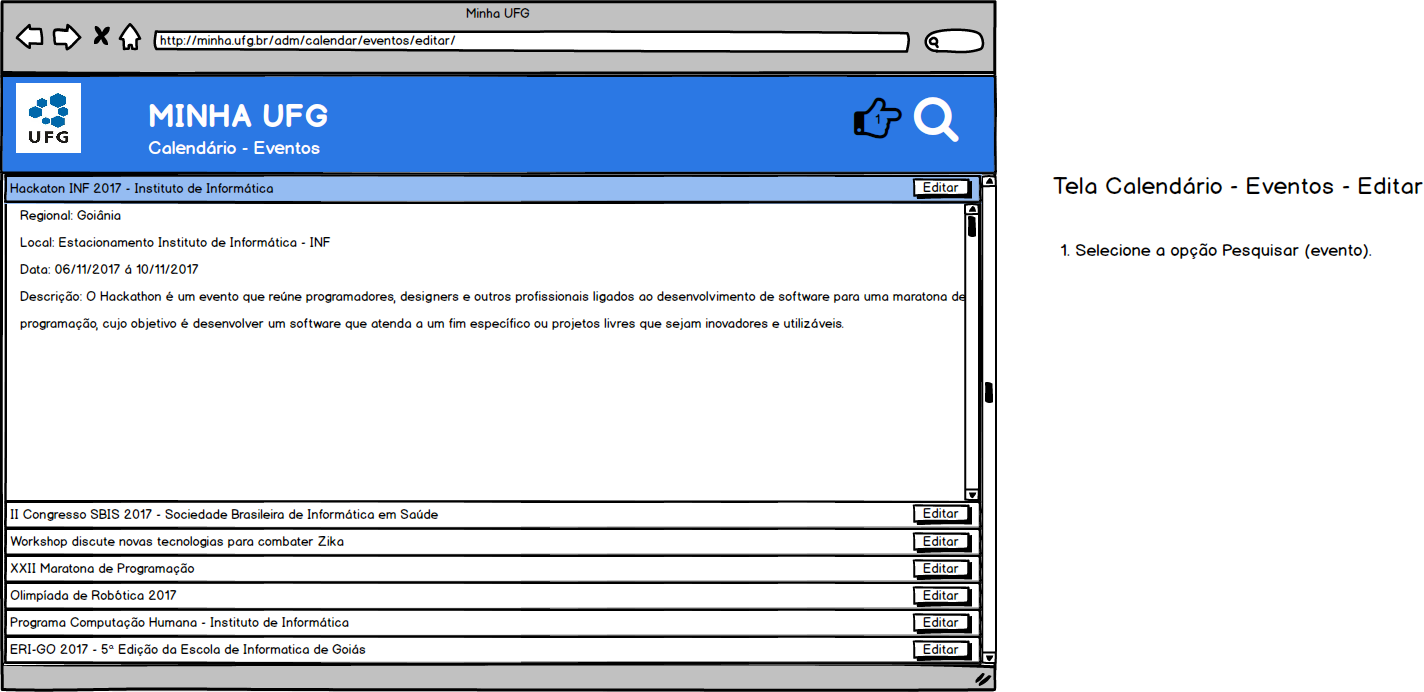 Minha UFG
http://minha.ufg.br/adm/calendar/eventos/editar/
UFG
MINHA UFG
Calendário - Eventos
1
Hackaton INF 2017 - Instituto de Informática
Editar
Regional: Goiânia
Local: Estacionamento Instituto de Informática - INF
Data: 06/11/2017 á 10/11/2017
Descrição: O Hackathon é um evento que reúne programadores, designers e outros profissionais ligados ao desenvolvimento de software para uma maratona de
programação, cujo objetivo é desenvolver um software que atenda a um fim específico ou projetos livres que sejam inovadores e utilizáveis.
II Congresso SBIS 2017 - Sociedade Brasileira de Informática em Saúde
Editar
Workshop discute novas tecnologias para combater Zika
Editar
XXII Maratona de Programação
Editar
Olimpíada de Robótica 2017
Editar
Programa Computação Humana - Instituto de Informática
Editar
ERI-GO 2017 - 5ª Edição da Escola de Informatica de Goiás
Editar
Tela Calendário - Eventos - Editar
1. Selecione a opção Pesquisar (evento).